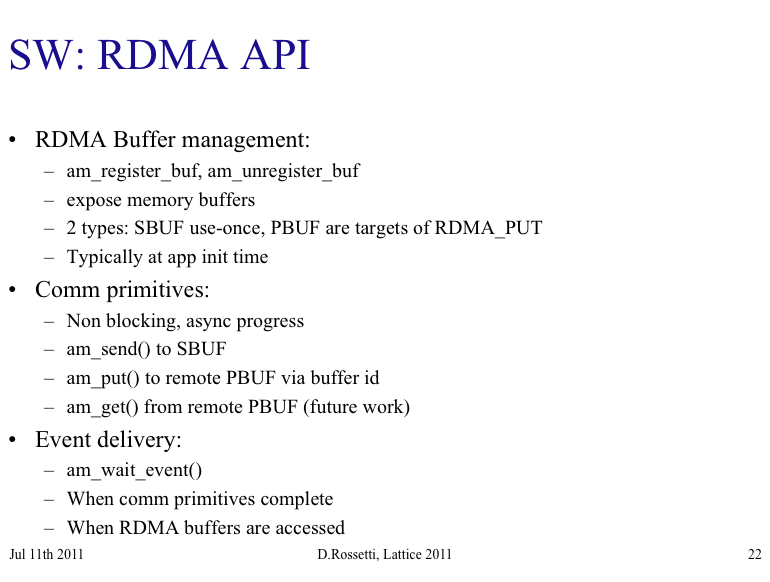 SW: RDMA API
• RDMA Buffer management:
– am_register_buf, am_unregister_buf
– expose memory buffers
– 2 types: SBUF use-once, PBUF are targets of RDMA_PUT
– Typically at app init time
• Comm primitives:
– Non blocking, async progress
– am_send() to SBUF
– am_put() to remote PBUF via buffer id
– am_get() from remote PBUF (future work)
• Event delivery:
– am_wait_event()
– When comm primitives complete
– When RDMA buffers are accessed
Jul 11th 2011 D.Rossetti, Lattice 2011 22